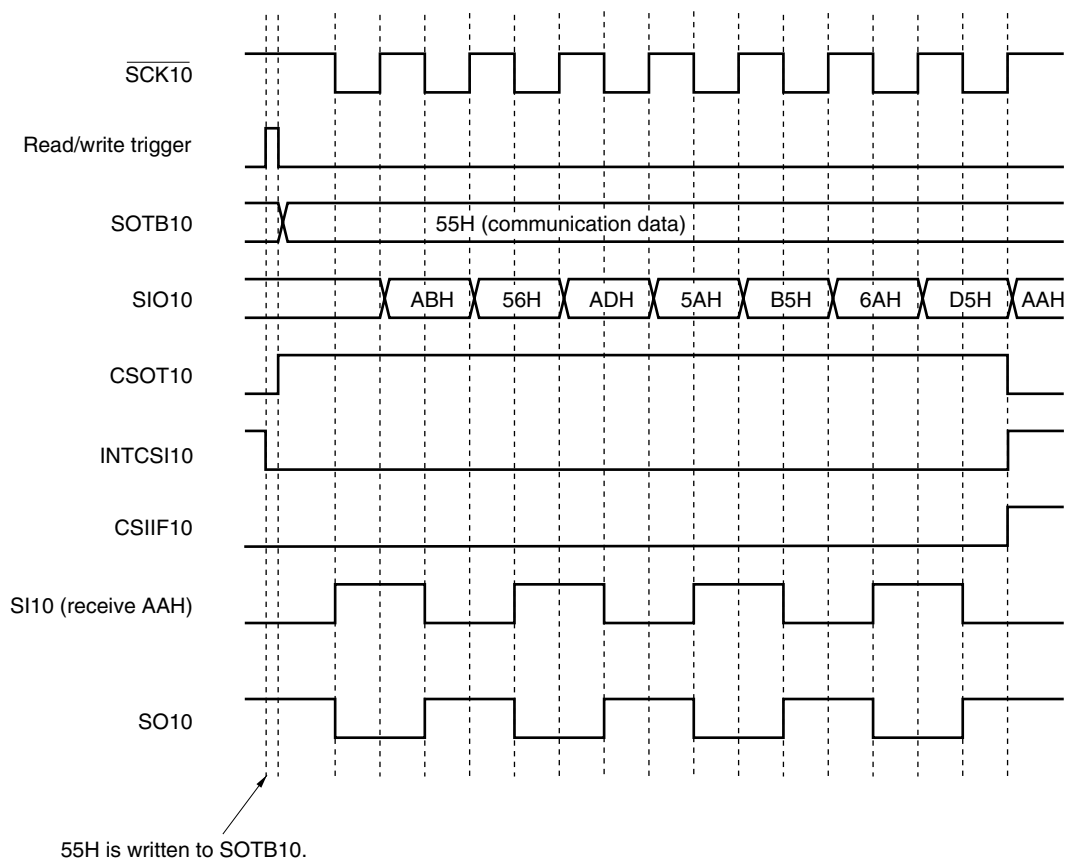 SCK10
Read/write trigger
SOTB10
55H (communication data)
SIO10
ABH 56H ADH 5AH B5H 6AH D5H AAH
CSOT10
INTCSI10
CSIIF10
SI10 (receive AAH)
SO10
55H is written to SOTB10.